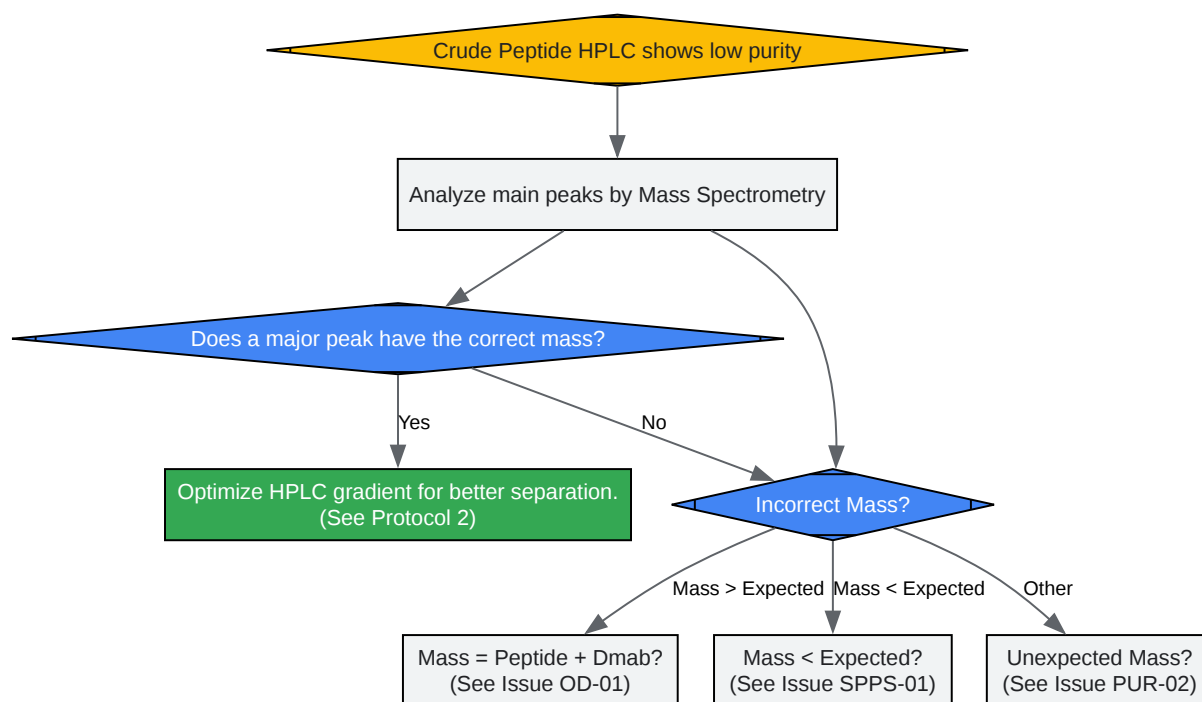 Crude Peptide HPLC shows low purity
Analyze main peaks by Mass Spectrometry
Does a major peak have the correct mass?
Yes
No
Optimize HPLC gradient for better separation.
(See Protocol 2)
Incorrect Mass?
Mass > Expected
Mass < Expected
Other
Mass = Peptide + Dmab?
(See Issue OD-01)
Mass < Expected?
(See Issue SPPS-01)
Unexpected Mass?
(See Issue PUR-02)